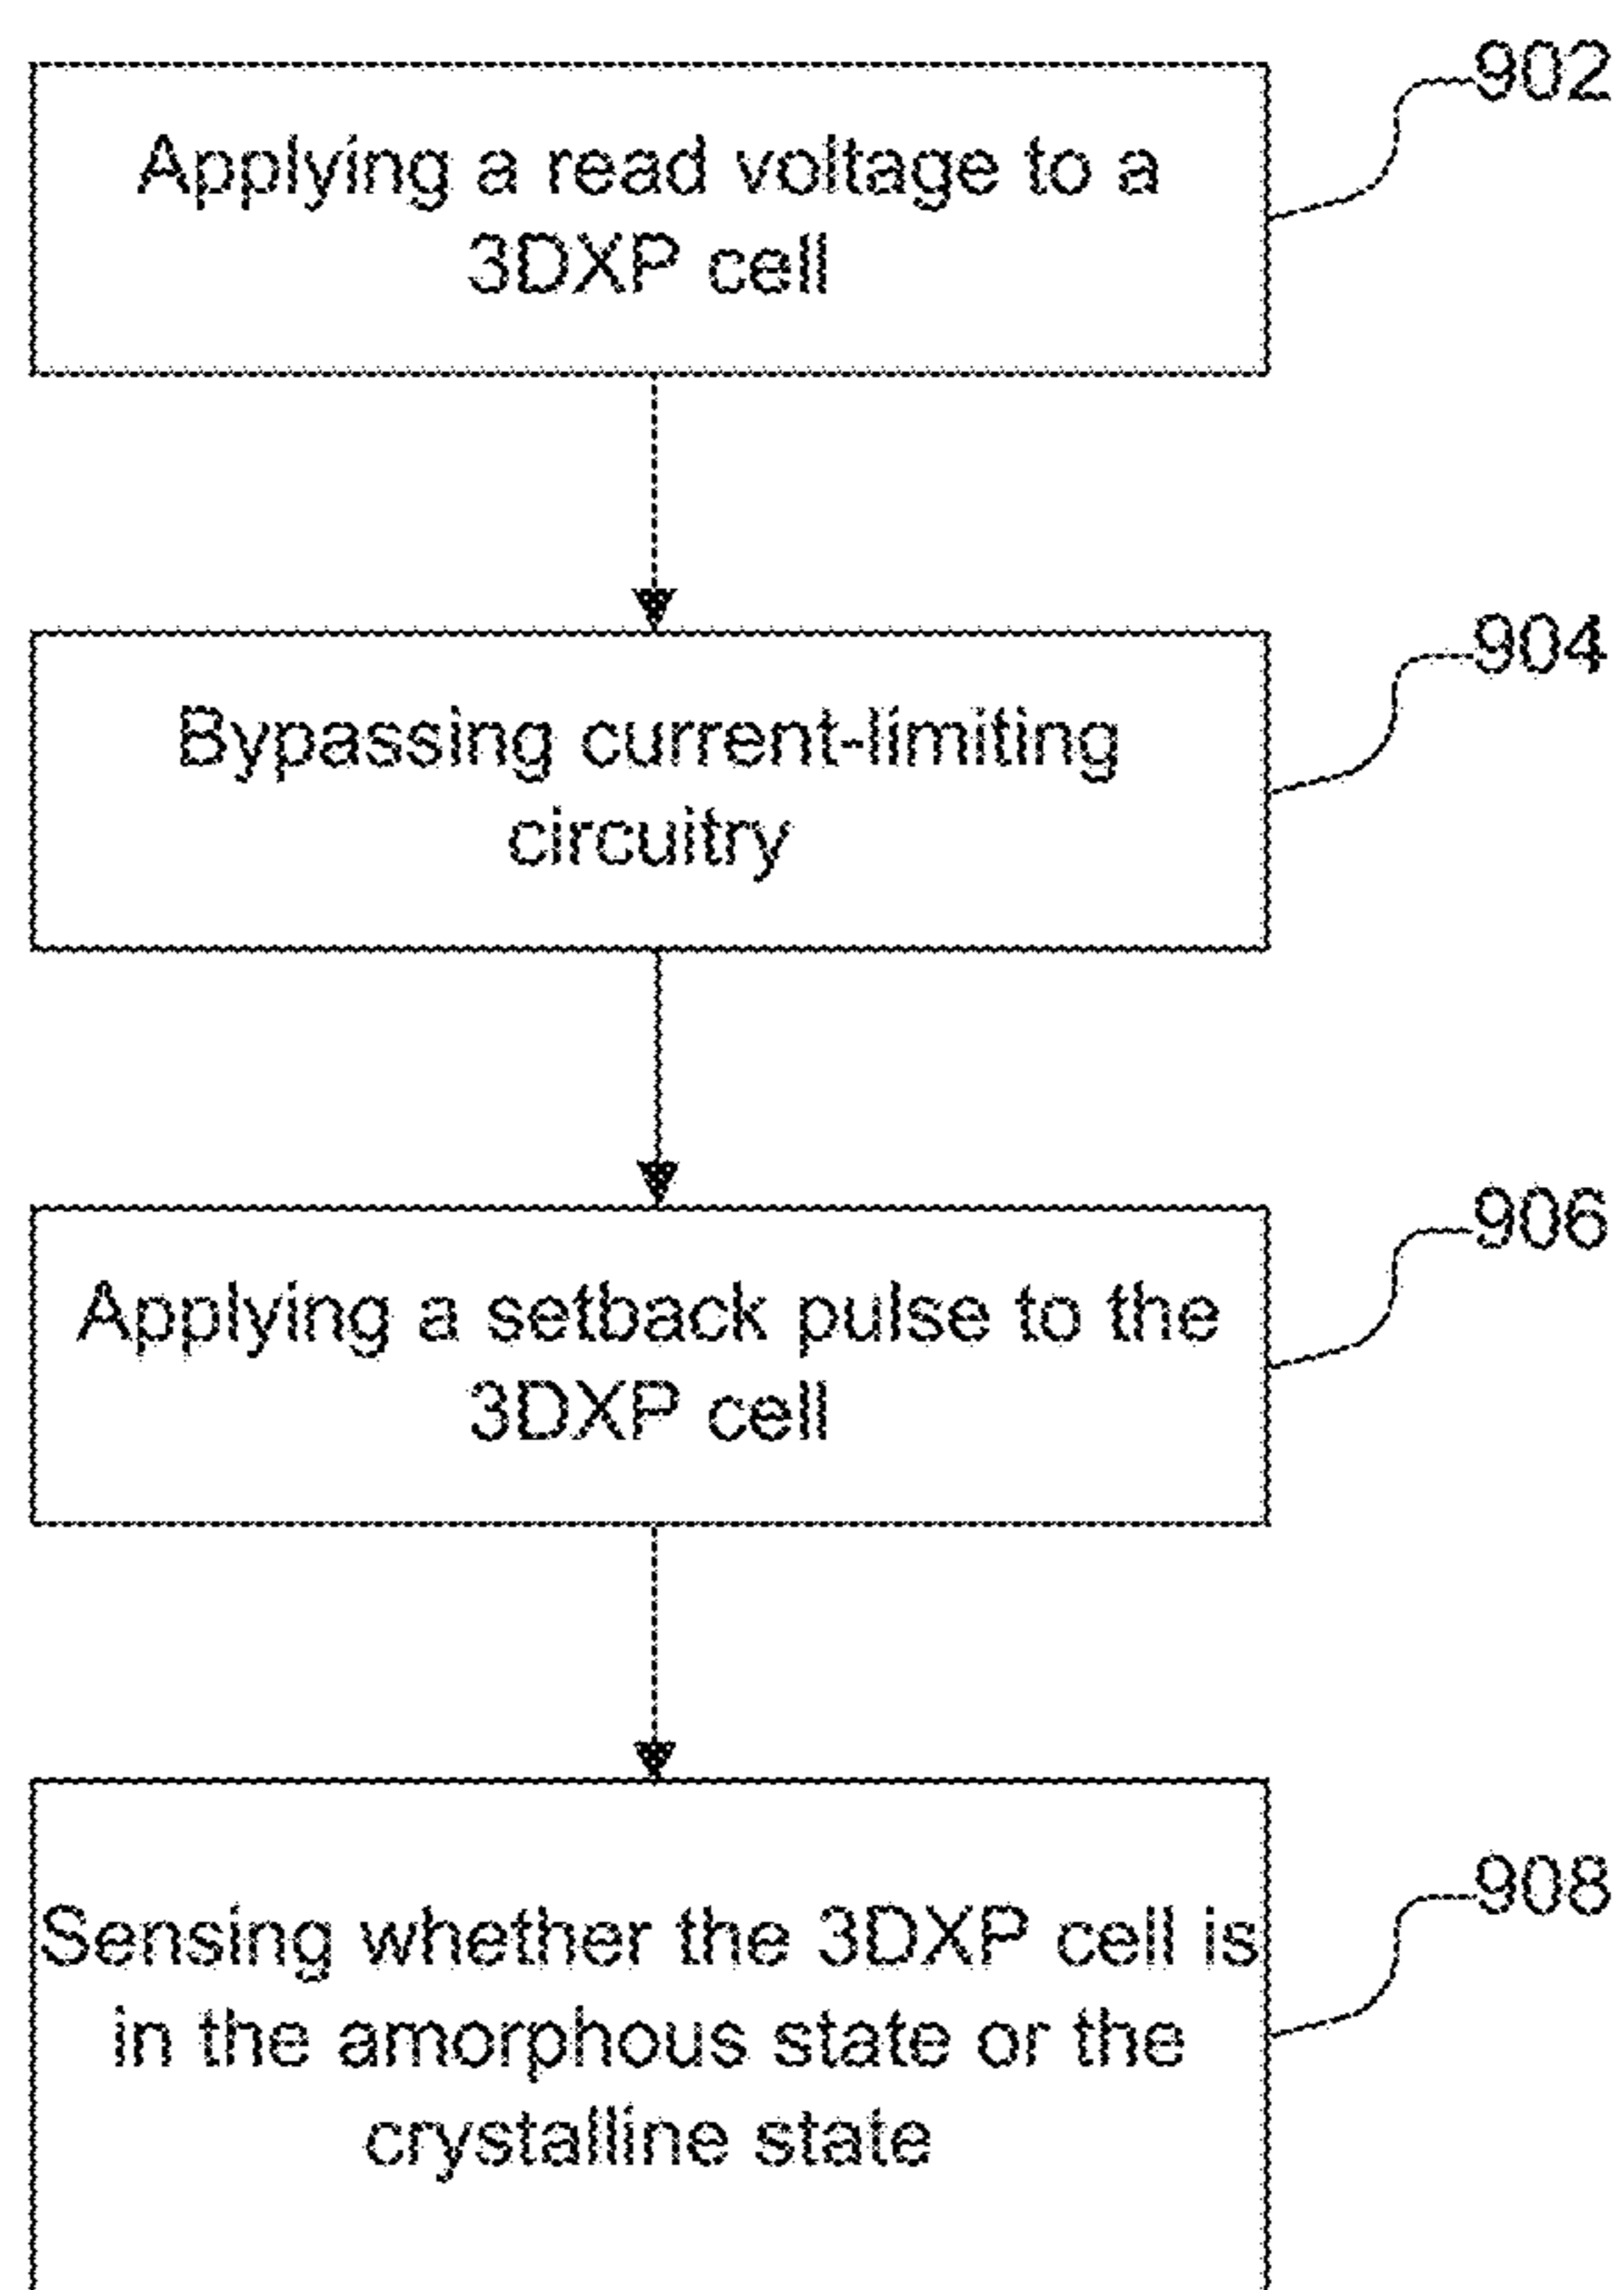 902
Applying a read voltage to a
3DXP cell
904
Bypassing current-limiting
circuitry
906
Applying a setback pulse to the
3DXP cell
908
Sensing whether the 3DXP cell is
in the amorphous state or the
crystalline state